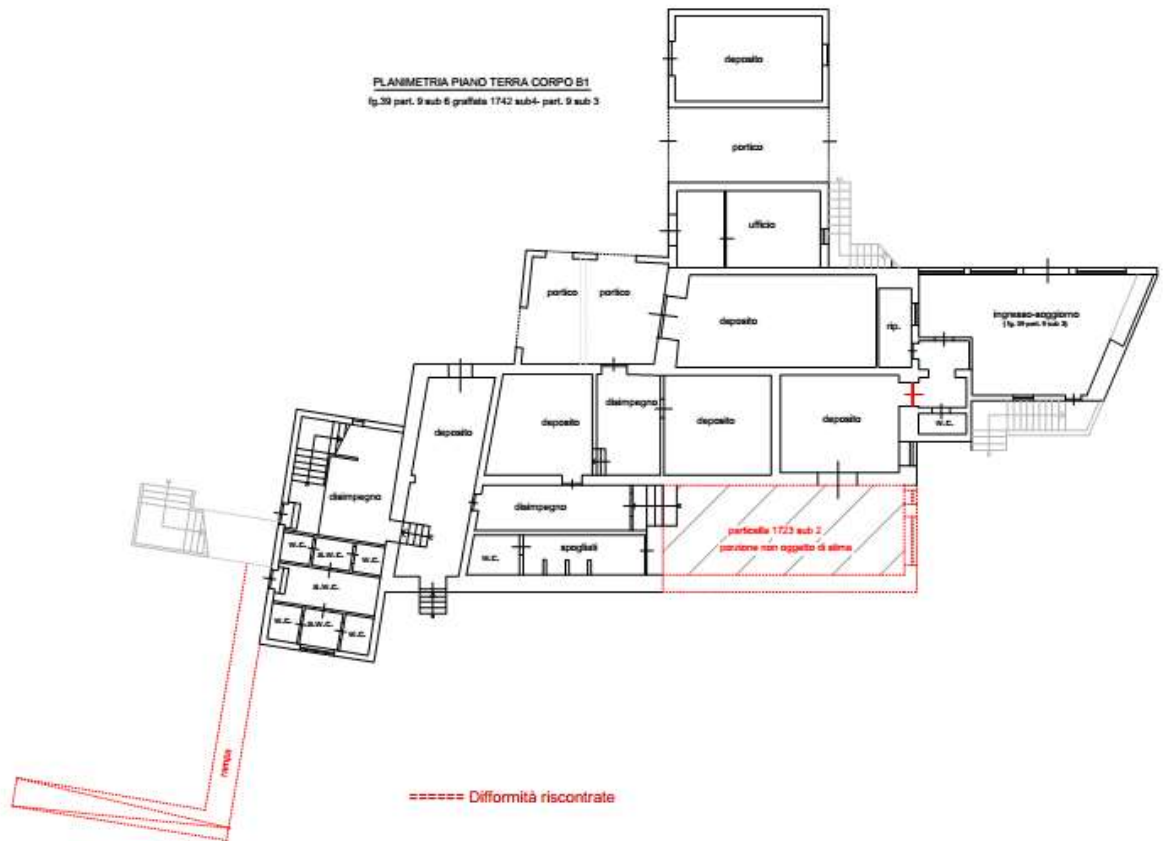 deposito
PLANIMETRIA PIANO TERRA CORPO B1
fg.39 part. 9 sub 6 graffata 1742 sub4- part. 9 sub 3
portico
ufficio
portico
portico
deposito
rip.
ingresso-soggiorno
( fg. 39 part. 9 sub 3)
disimpegno
deposito
deposito
deposito
deposito
w.c.
disimpegno
disimpegno
particella 1723 sub 2
porzione non oggetto di stima
w.c.
a.w.c.
w.c.
w.c.
spogliati
a.w.c.
w.c.
a.w.c.
w.c.
rampa
====== Difformità riscontrate